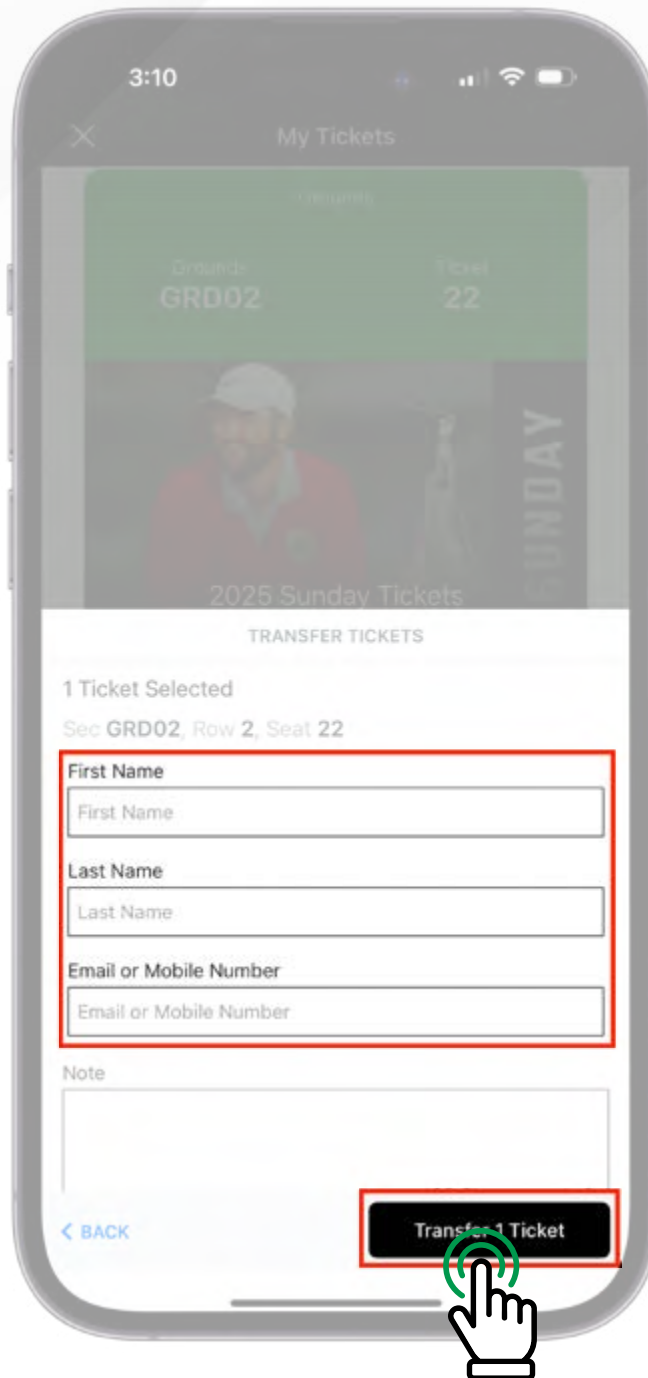 3:10
My Tickets
Grounds
Grounds Ticket
GRD02 22
SUNDAY
2025 Sunday Tickets
TRANSFER TICKETS
1 Ticket Selected
Sec GRD02, Row 2, Seat 22
First Name
First Name
Last Name
Last Name
Email or Mobile Number
Email or Mobile Number
Note
< BACK
Transfer 1 Ticket